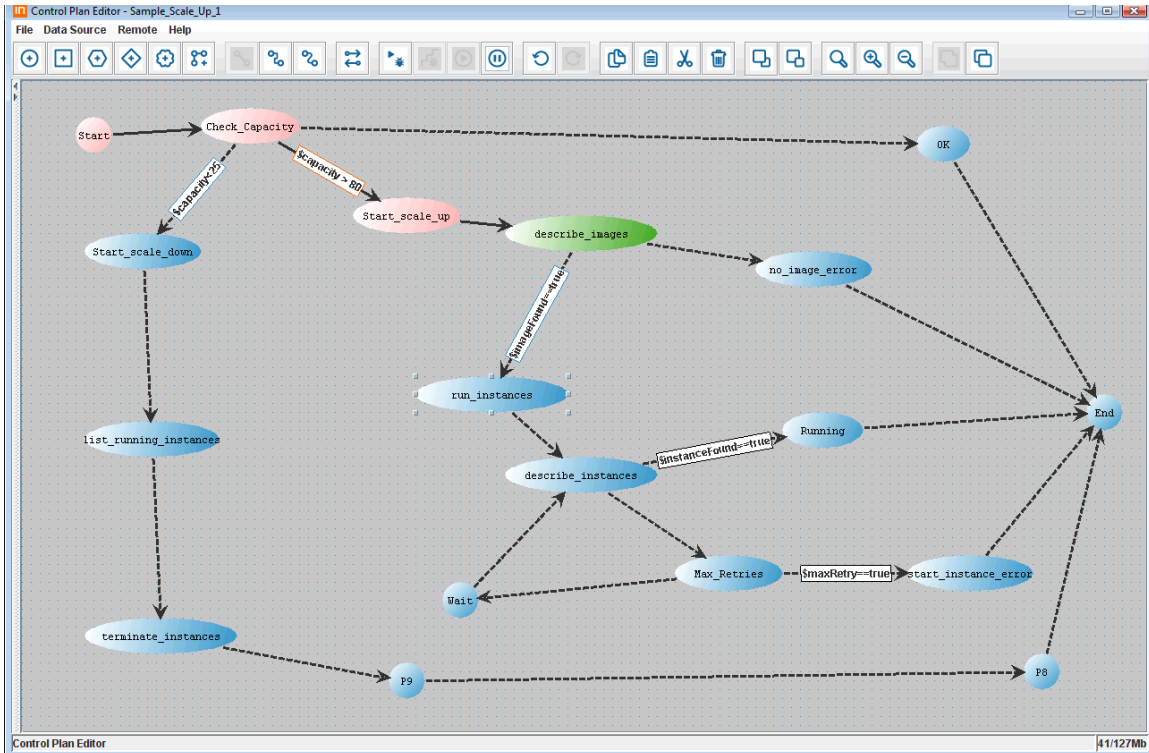 in Control Plan Editor - Sample_Scale_Up_1
File Data Source Remote Help
Start
Check_Capacity
OK
$capacity<25
$capacity > 80
Start_scale_up
describe_images
Start_scale_down
no_image_error
$imageFound==true
run_instances
End
Running
list_running_instances
$instanceFound==true
describe_instances
Max_Retries
$maxRetry==true
start_instance_error
Wait
terminate_instances
P9
P8
Control Plan Editor
41/127Mb